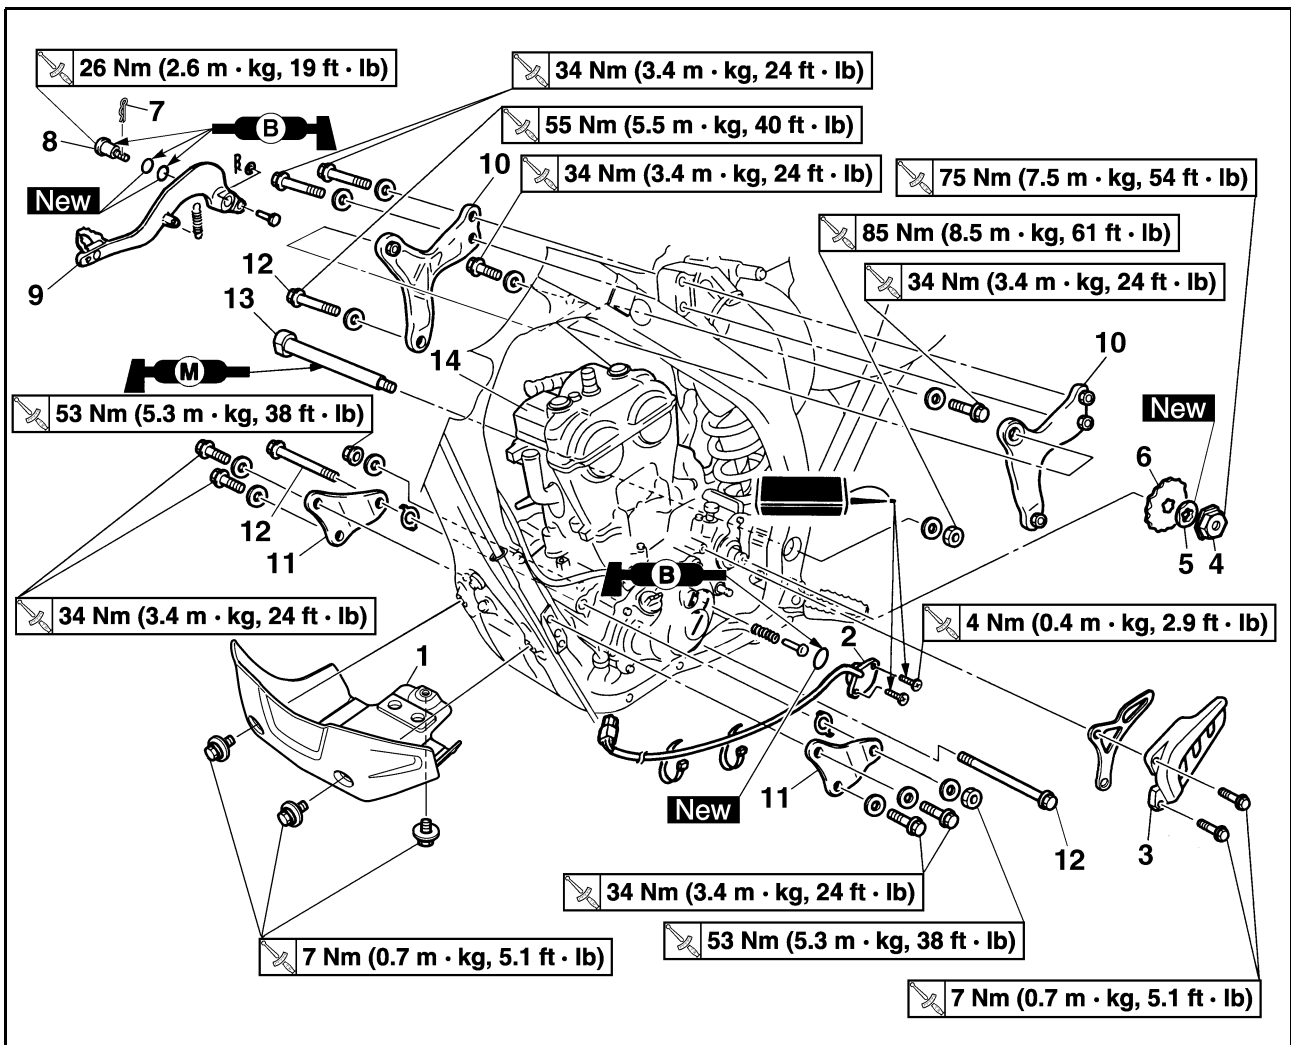 26 Nm (2.6 m · kg, 19 ft · lb)
34 Nm (3.4 m · kg, 24 ft · lb)
7
8
B
55 Nm (5.5 m · kg, 40 ft · lb)
10
34 Nm (3.4 m · kg, 24 ft · lb)
75 Nm (7.5 m · kg, 54 ft · lb)
New
85 Nm (8.5 m · kg, 61 ft · lb)
9
12
13
34 Nm (3.4 m · kg, 24 ft · lb)
14
10
M
53 Nm (5.3 m · kg, 38 ft · lb)
New
6
12
11
5
4
B
34 Nm (3.4 m · kg, 24 ft · lb)
4 Nm (0.4 m · kg, 2.9 ft · lb)
1
2
New
11
12
3
34 Nm (3.4 m · kg, 24 ft · lb)
53 Nm (5.3 m · kg, 38 ft · lb)
7 Nm (0.7 m · kg, 5.1 ft · lb)
7 Nm (0.7 m · kg, 5.1 ft · lb)